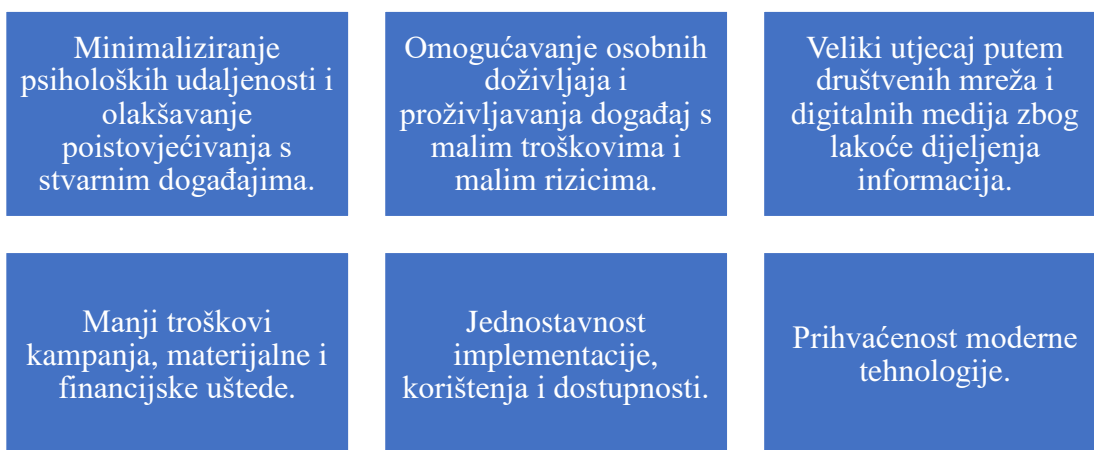 Minimaliziranje
psiholoških udaljenosti i
olakšavanje
poistovjećivanja s
stvarnim događajima.
Omogućavanje osobnih
doživljaja i
proživljavanja događaj s
malim troškovima i
malim rizicima.
Veliki utjecaj putem
društvenih mreža i
digitalnih medija zbog
lakoće dijeljenja
informacija.
Manji troškovi
kampanja, materijalne i
financijske uštede.
Jednostavnost
implementacije,
korištenja i dostupnosti.
Prihvaćenost moderne
tehnologije.